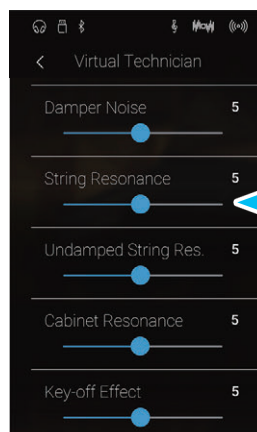 Virtual Technician
Damper Noise 5
String Resonance 5
Undamped String Res. 5
Cabinet Resonance 5
Key-off Effect 5